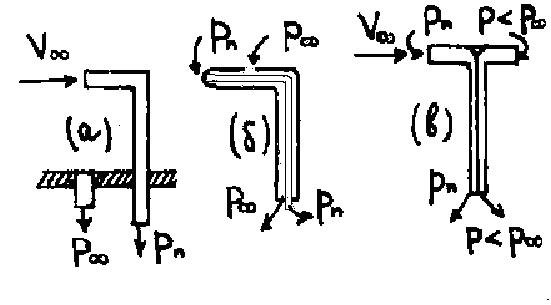 V∞
(а)
P∞ Pn
Pn P∞
(б)
P∞ Pn
V∞ Pn P<P∞
(в)
Pn
P<P∞